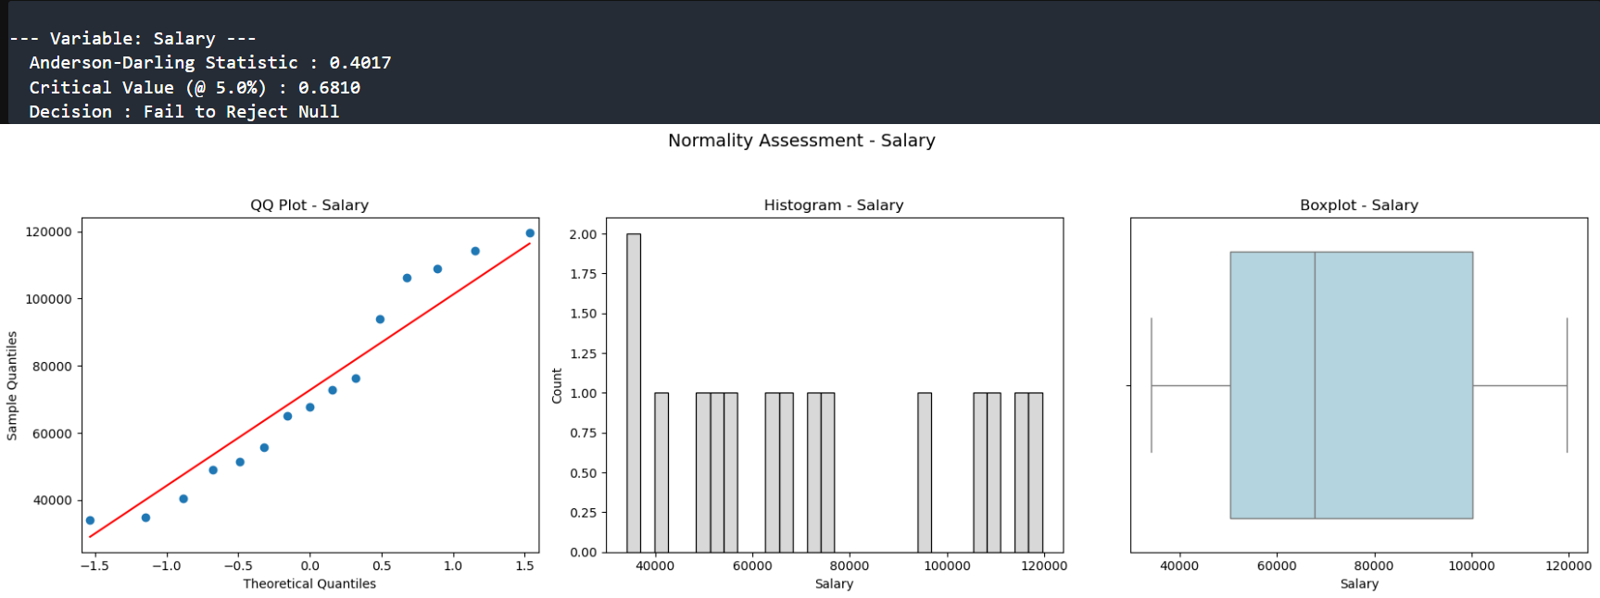 --- Variable: Salary ---
Anderson-Darling Statistic : 0.4017
Critical Value (@ 5.0%) : 0.6810
Decision : Fail to Reject Null
Normality Assessment - Salary
QQ Plot - Salary
120000
100000
80000
60000
40000
Sample Quantiles
−1.5 −1.0 −0.5 0.0 0.5 1.0 1.5
Theoretical Quantiles
Histogram - Salary
2.00
1.75
1.50
1.25
1.00
0.75
0.50
0.25
0.00
Count
40000 60000 80000 100000 120000
Salary
Boxplot - Salary
40000 60000 80000 100000 120000
Salary